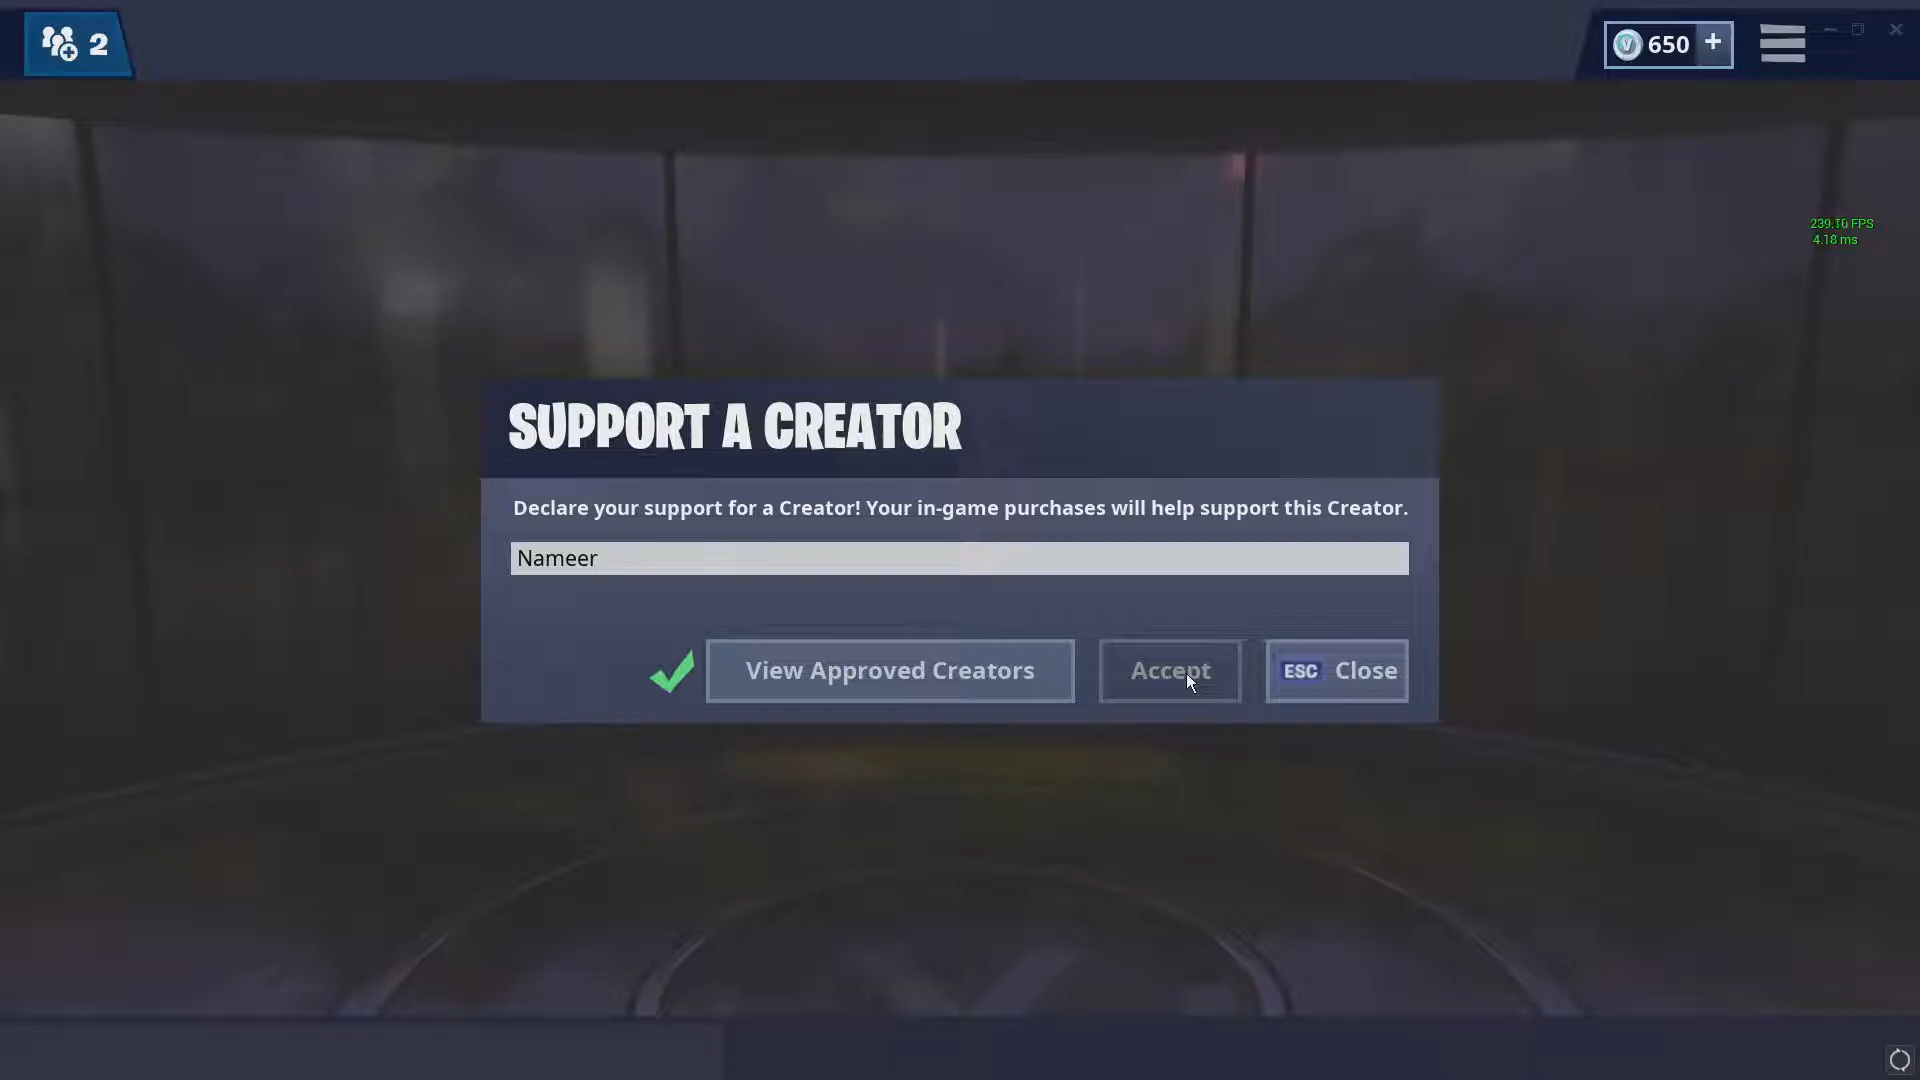 2
650 +
239.10 FPS
4.18 ms
SUPPORT A CREATOR
Declare your support for a Creator! Your in-game purchases will help support this Creator.
Nameer
View Approved Creators
Accept
ESC Close